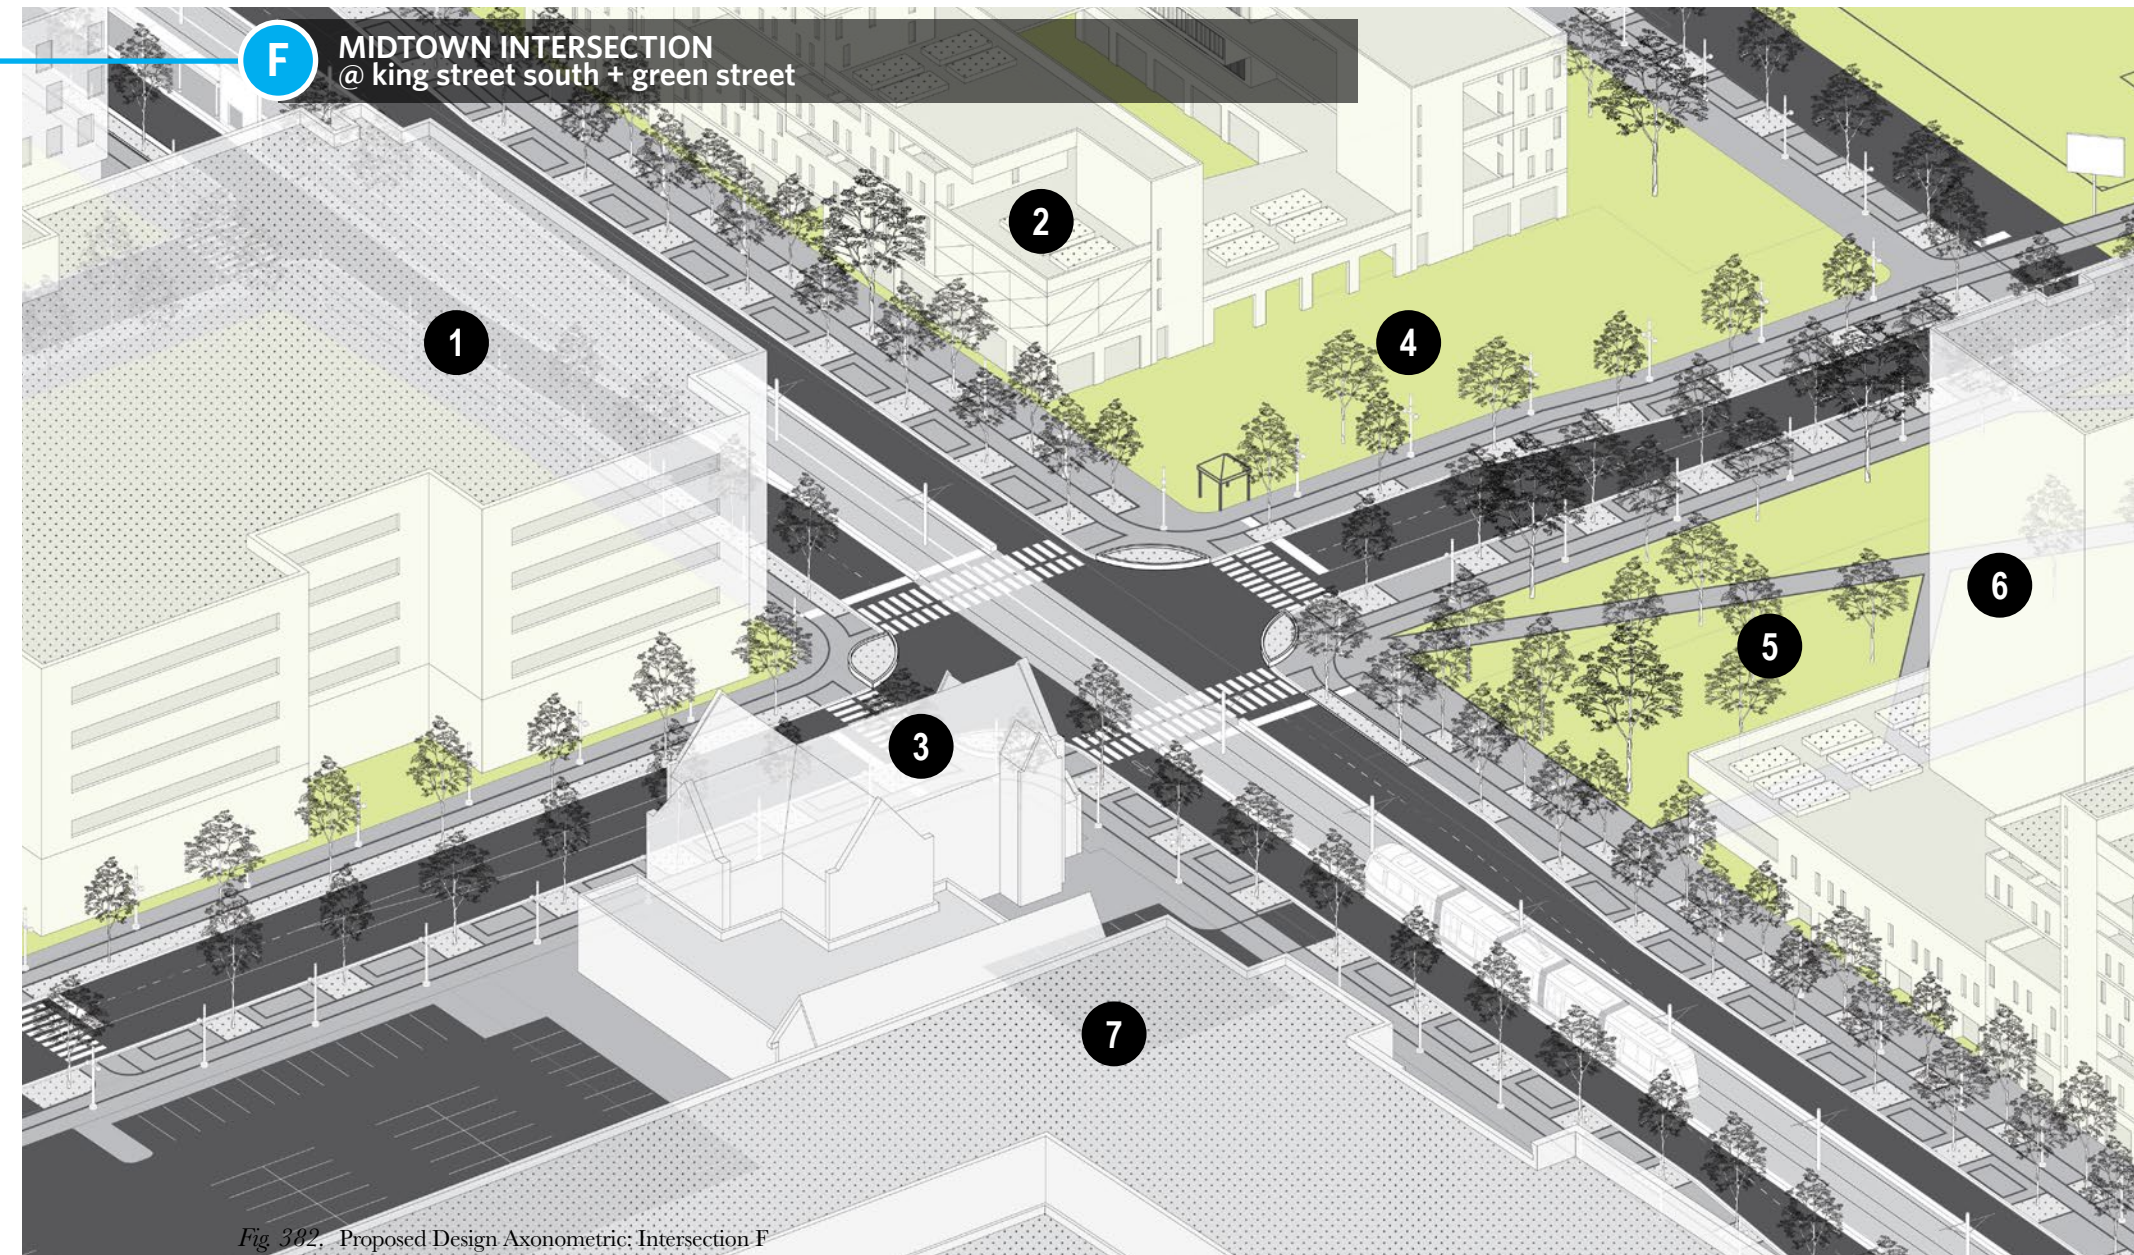 F
MIDTOWN INTERSECTION
@ king street south + green street
2
1
4
6
5
3
7
Fig. 382. Proposed Design Axonometric: Intersection F